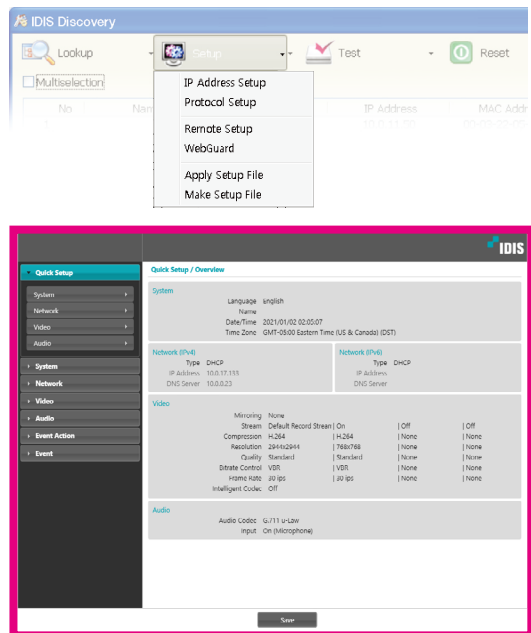 IDIS Discovery
Lookup Setup Test Reset
Multiselection
No Nam IP Address MAC Addr
IP Address Setup
Protocol Setup
Remote Setup
WebGuard
Apply Setup File
Make Setup File
IDIS
Quick Setup
System
Network
Video
Audio
System
Network
Video
Audio
Event Action
Event
Quick Setup / Overview
System
Language English
Name
Date/Time 2021/01/02 02:05:07
Time Zone GMT-05:00 Eastern Time (US & Canada) (DST)
Network (IPv4) Network (IPv6)
Type DHCP Type DHCP
IP Address 10.0.17.133 IP Address
DNS Server 10.0.0.23 DNS Server
Video
Mirroring None
Stream Default Record Stream | On | Off | Off
Compression H.264 | H.264 | None | None
Resolution 2944x2944 | 768x768 | None | None
Quality Standard | Standard | None | None
Bitrate Control VBR | VBR | None | None
Frame Rate 30 ips | 30 ips | None | None
Intelligent Codec Off
Audio
Audio Codec G.711 u-Law
Input On (Microphone)
Save